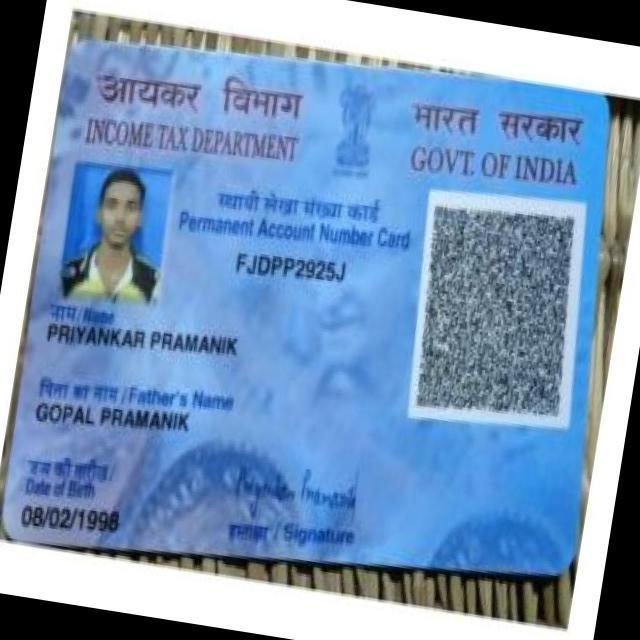 आयकर विभाग
INCOME TAX DEPARTMENT
भारत सरकार
GOVT. OF INDIA
स्थायी लेखा संख्या कार्ड
Permanent Account Number Card
FJDPP2925J
नाम / Name
PRIYANKAR PRAMANIK
पिता का नाम / Father's Name
GOPAL PRAMANIK
जन्म की तारीख /
Date of Birth
08/02/1998
Priyankar Pramanik
हस्ताक्षर / Signature